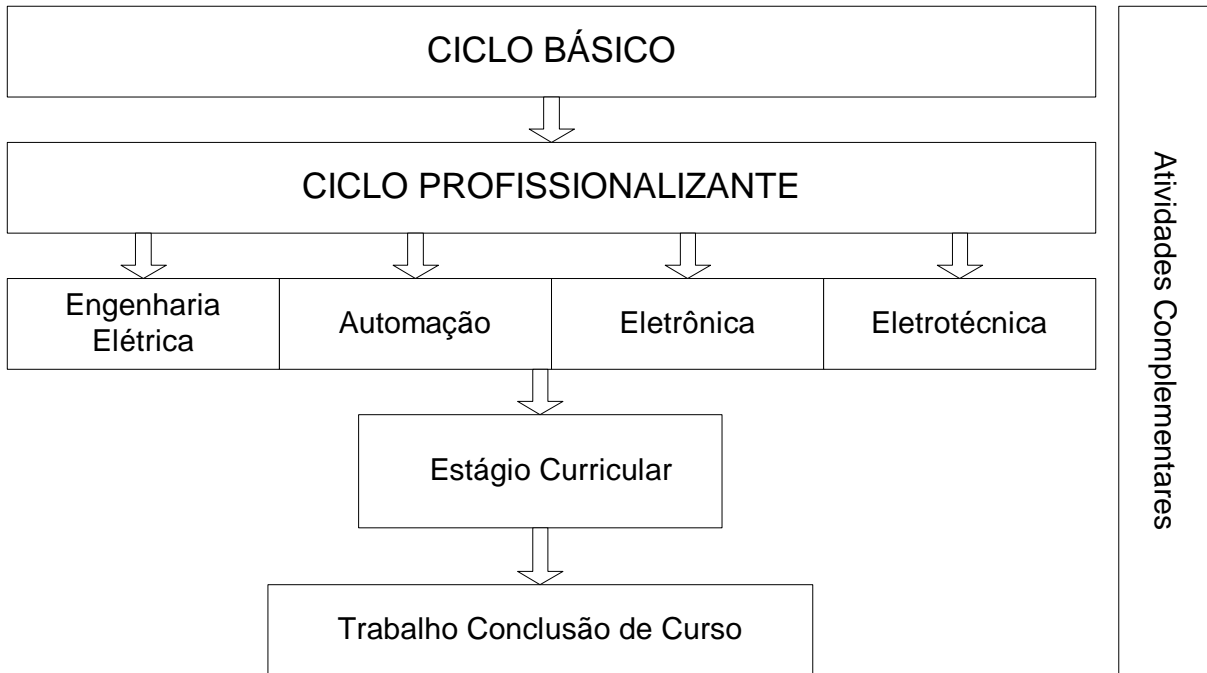 CICLO BÁSICO
CICLO PROFISSIONALIZANTE
Engenharia
Elétrica
Automação
Eletrônica
Eletrotécnica
Estágio Curricular
Trabalho Conclusão de Curso
Atividades Complementares